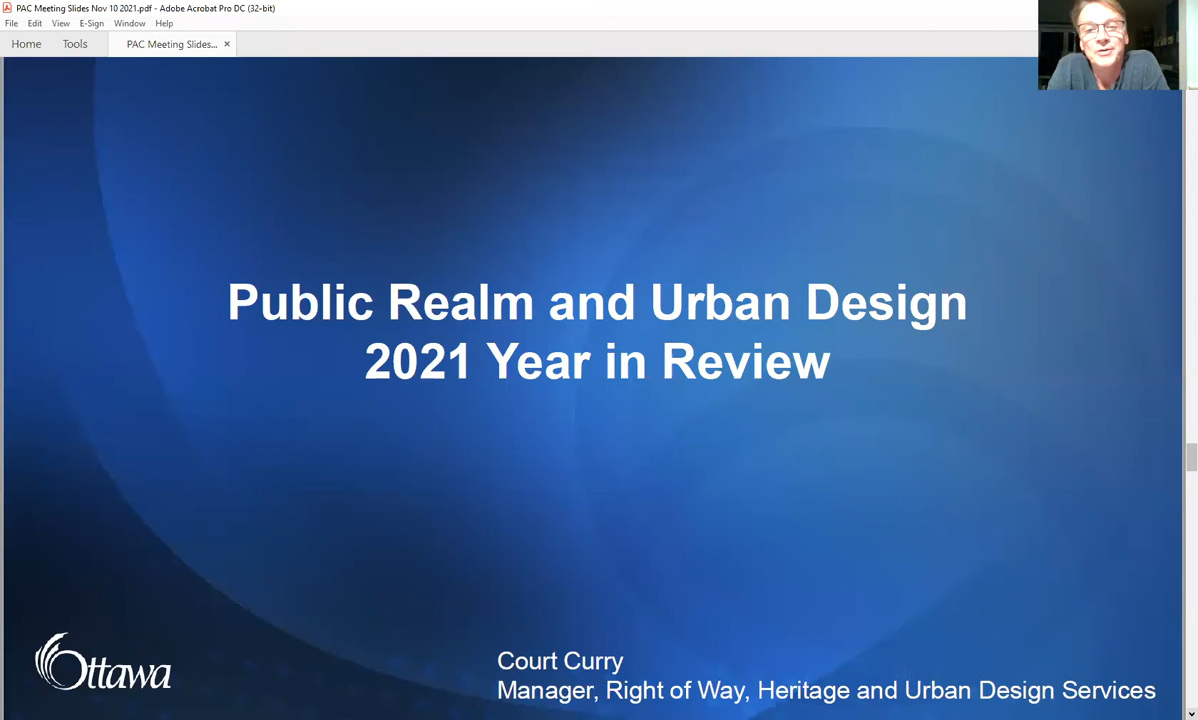 PAC Meeting Slides Nov 10 2021.pdf - Adobe Acrobat Pro DC (32-bit)
File Edit View E-Sign Window Help
Home Tools PAC Meeting Slides... ×
Public Realm and Urban Design
2021 Year in Review
Ottawa
Court Curry
Manager, Right of Way, Heritage and Urban Design Services